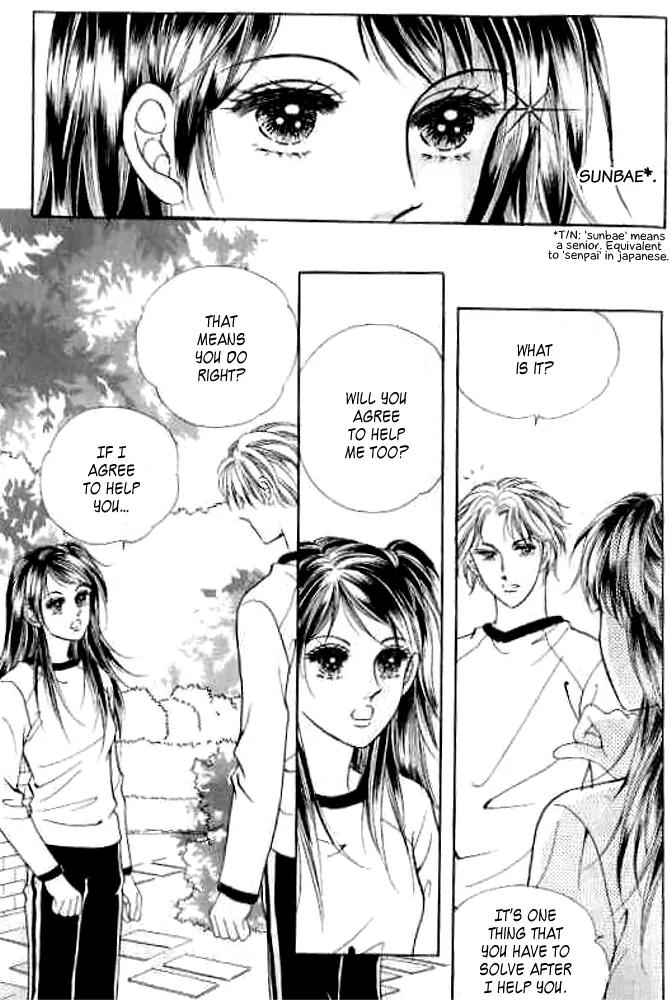 SUNBAE*.
*T/N: 'sunbae' means
a senior. Equivalent
to 'senpai' in japanese.
IF I
AGREE
TO HELP
YOU...
THAT
MEANS
YOU DO
RIGHT?
WILL YOU
AGREE
TO HELP
ME TOO?
WHAT
IS IT?
IT'S ONE
THING THAT
YOU HAVE TO
SOLVE AFTER
I HELP YOU.